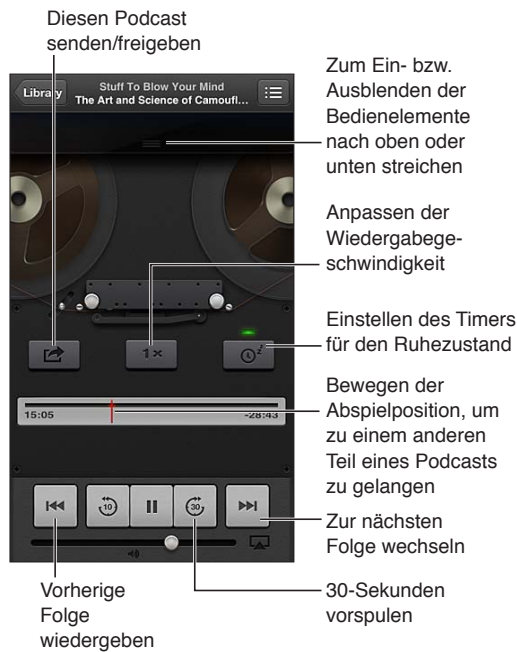 Diesen Podcast
senden/freigeben
Library
Stuff To Blow Your Mind
The Art and Science of Camoufl...
Zum Ein- bzw.
Ausblenden der
Bedienelemente
nach oben oder
unten streichen
Anpassen der
Wiedergabege-
schwindigkeit
1×
z
Einstellen des Timers
für den Ruhezustand
15:05
-28:43
Bewegen der
Abspielposition, um
zu einem anderen
Teil eines Podcasts
zu gelangen
10
30
Zur nächsten
Folge wechseln
Vorherige
Folge
wiedergeben
30-Sekunden
vorspulen